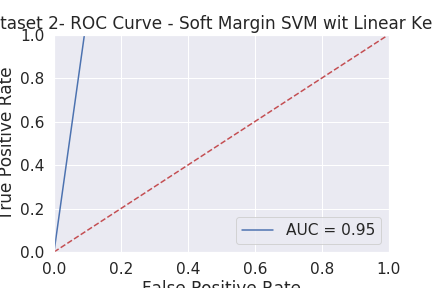 taset 2- ROC Curve - Soft Margin SVM wit Linear Ke
True Positive Rate
1.0
0.8
0.6
0.4
0.2
0.0
AUC = 0.95
0.0 0.2 0.4 0.6 0.8 1.0
False Positive Rate